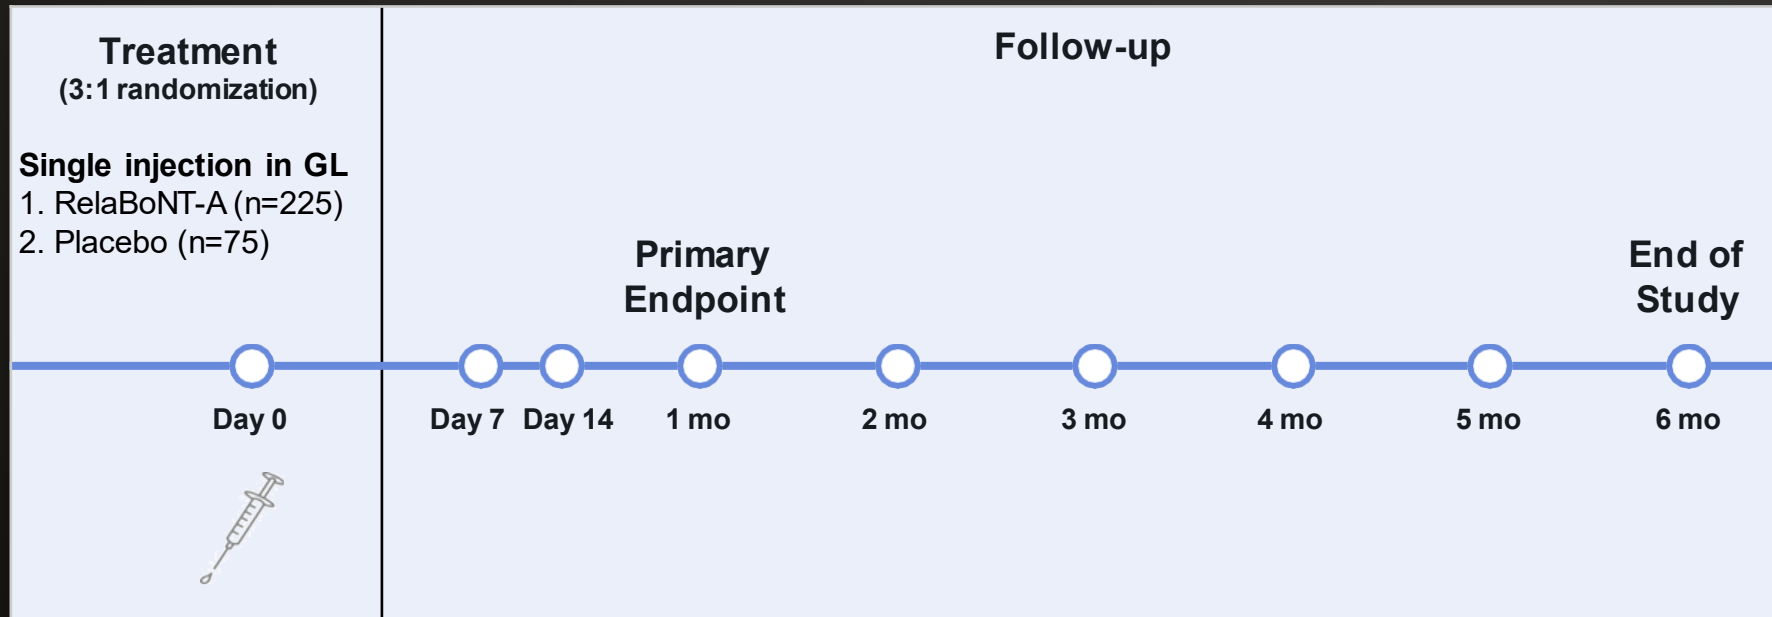 Treatment
(3:1 randomization)
Single injection in GL
1. RelaBoNT-A (n=225)
2. Placebo (n=75)
Follow-up
Primary
Endpoint
End of
Study
Day 0
Day 7
Day 14
1 mo
2 mo
3 mo
4 mo
5 mo
6 mo